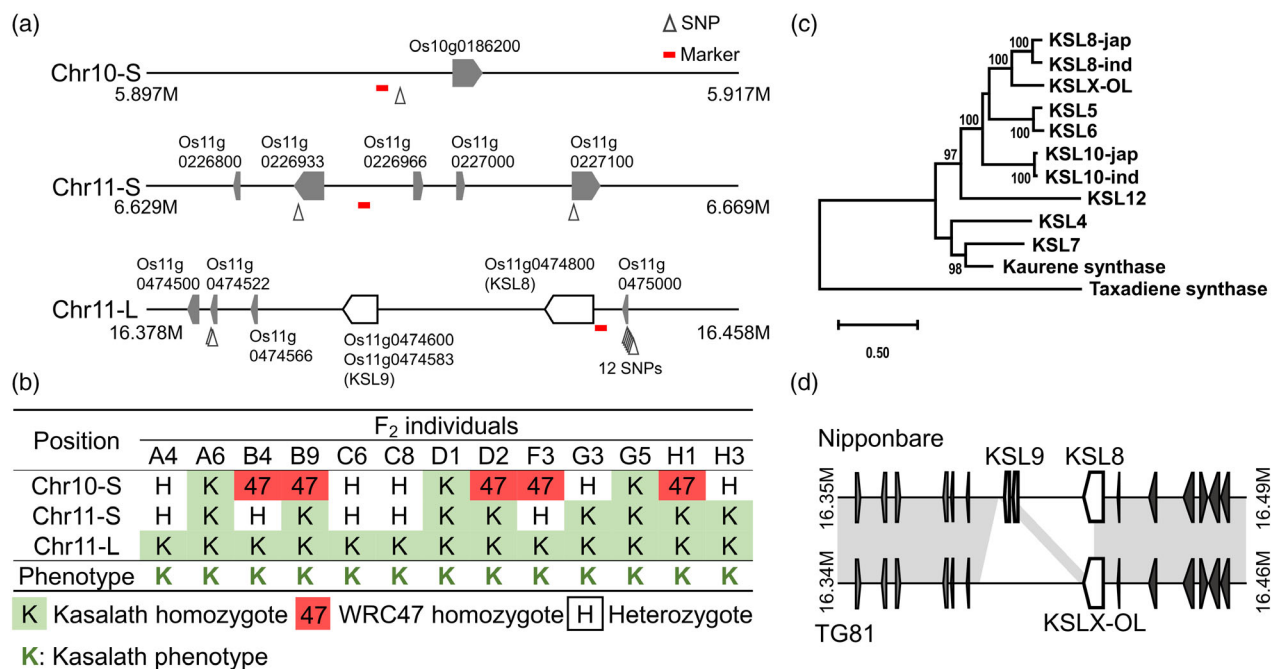 (a)
SNP
Marker
Os10g0186200
Chr10-S
5.897M
5.917M
Os11g
0226800
Os11g
0226933
Os11g
0226966
Os11g
0227000
Os11g
0227100
Chr11-S
6.629M
6.669M
Os11g
0474500
Os11g
0474522
Os11g0474800
(KSL8)
Os11g
0475000
Chr11-L
16.378M
16.458M
Os11g
0474566
Os11g0474600
Os11g0474583
(KSL9)
12 SNPs
(b)
Position
F2 individuals
A4 A6 B4 B9 C6 C8 D1 D2 F3 G3 G5 H1 H3
Chr10-S H K 47 47 H H K 47 47 H K 47 H
Chr11-S H K H K H H K K H K K K K
Chr11-L K K K K K K K K K K K K K
Phenotype K K K K K K K K K K K K K
K Kasalath homozygote 47 WRC47 homozygote H Heterozygote
K: Kasalath phenotype
(c)
KSL8-jap
KSL8-ind
KSLX-OL
KSL5
KSL6
KSL10-jap
KSL10-ind
KSL12
KSL4
KSL7
Kaurene synthase
Taxadiene synthase
100
100
100
100
100
97
98
0.50
(d)
Nipponbare
KSL9
KSL8
16.35M
16.49M
16.34M
16.46M
TG81
KSLX-OL